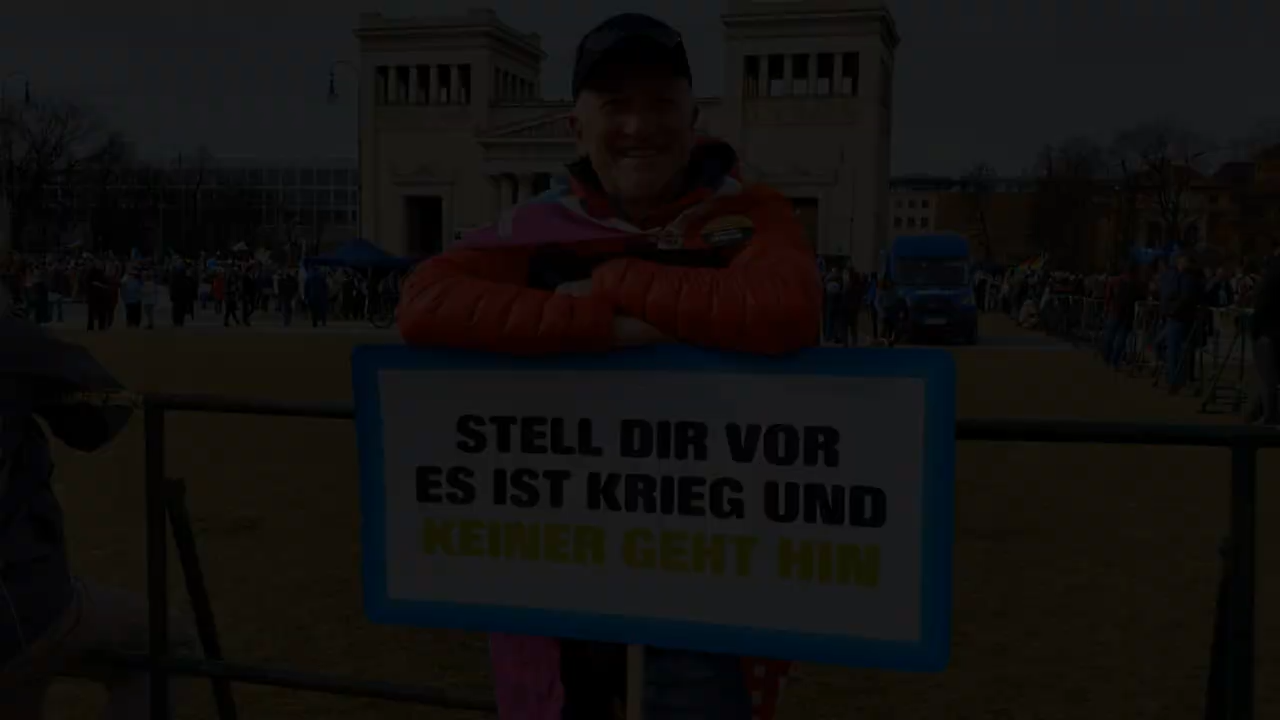 STELL DIR VOR
ES IST KRIEG UND
KEINER GEHT HIN